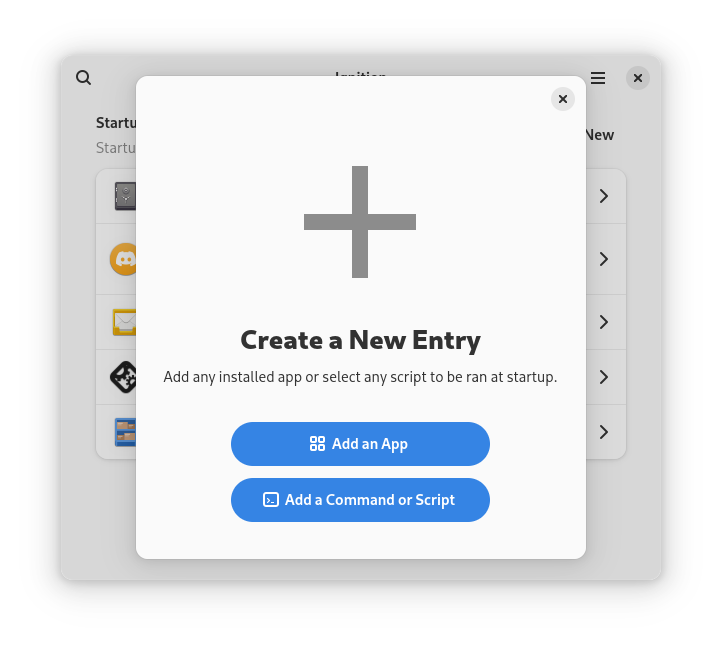 Ignition
Startu
New
Startu
Create a New Entry
Add any installed app or select any script to be ran at startup.
Add an App
Add a Command or Script